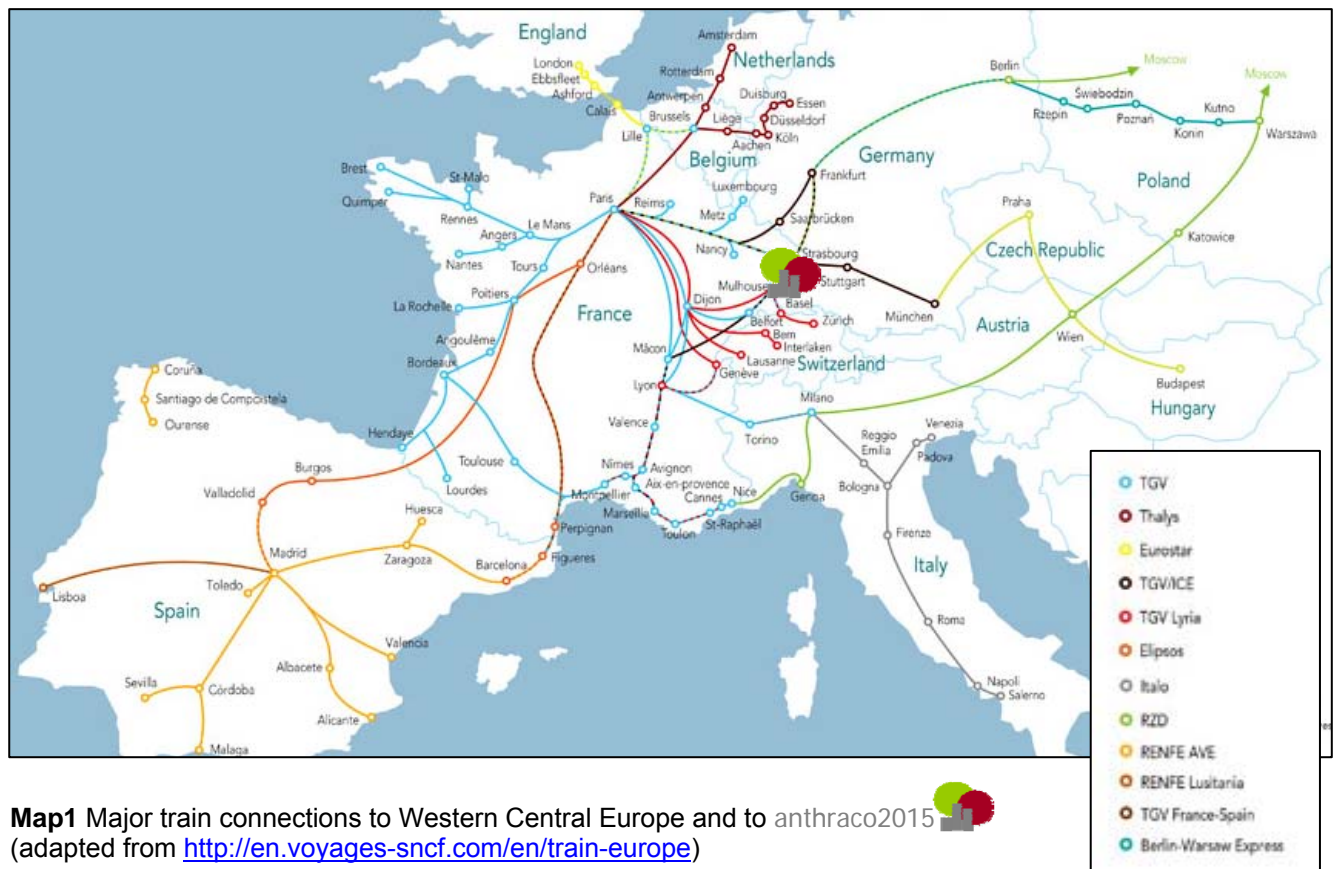 England
Amsterdam
Netherlands
London
Ebbsfleet
Ashford
Calais
Rotterdam
Antwerpen
Duisburg
Essen
Düsseldorf
Lille
Brussels
Liège
Aachen
Köln
Belgium
Berlin
Moscow
Moscow
Świebodzin
Rzepin
Poznań
Konin
Kutno
Warszawa
Germany
Poland
Frankfurt
Luxembourg
Brest
St-Malo
Quimper
Rennes
Le Mans
Paris
Reims
Metz
Saarbrücken
Nancy
Strasbourg
Stuttgart
Praha
Czech Republic
Katowice
Angers
Nantes
Tours
Orléans
La Rochelle
Poitiers
France
Dijon
Mulhouse
Basel
Belfort
Zürich
Bern
Interlaken
Lausanne
Switzerland
Genève
München
Austria
Wien
Budapest
Hungary
Angoulême
Bordeaux
Mâcon
Lyon
Milano
Torino
Coruña
Santiago de Compostela
Ourense
Hendaye
Toulouse
Lourdes
Valence
Nîmes
Avignon
Montpellier
Aix-en-provence
Cannes
Nice
Marseille
Toulon
St-Raphaël
Genoa
Reggio
Emilia
Venezia
Padova
Bologna
Firenze
Italy
Roma
Napoli
Salerno
Burgos
Valladolid
Huesca
Zaragoza
Barcelona
Perpignan
Figueres
Madrid
Toledo
Lisboa
Spain
Valencia
Albacete
Alicante
Sevilla
Córdoba
Malaga
TGV
Thalys
Eurostar
TGV/ICE
TGV Lyria
Elipsos
Italo
RZD
RENFE AVE
RENFE Lusitania
TGV France-Spain
Berlin-Warsaw Express
Map1 Major train connections to Western Central Europe and to anthraco2015
(adapted from http://en.voyages-sncf.com/en/train-europe)